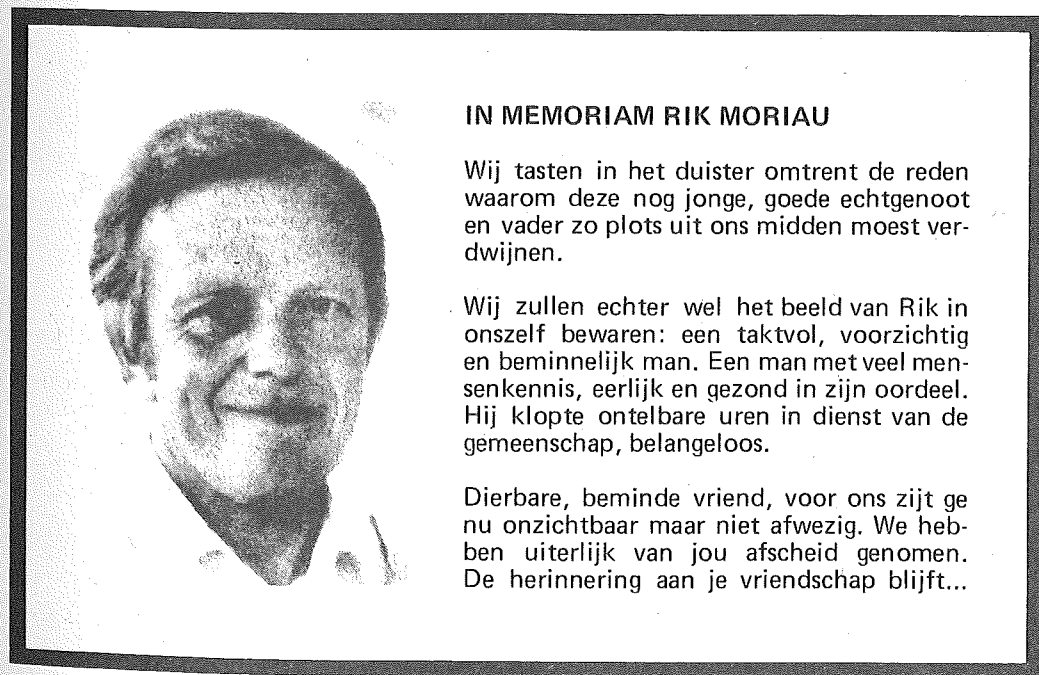 IN MEMORIAM RIK MORIAU
Wij tasten in het duister omtrent de reden
waarom deze nog jonge, goede echtgenoot
en vader zo plots uit ons midden moest ver-
dwijnen.
Wij zullen echter wel het beeld van Rik in
onszelf bewaren: een taktvol, voorzichtig
en beminnelijk man. Een man met veel men-
senkennis, eerlijk en gezond in zijn oordeel.
Hij klopte ontelbare uren in dienst van de
gemeenschap, belangeloos.
Dierbare, beminde vriend, voor ons zijt ge
nu onzichtbaar maar niet afwezig. We heb-
ben uiterlijk van jou afscheid genomen.
De herinnering aan je vriendschap blijft...